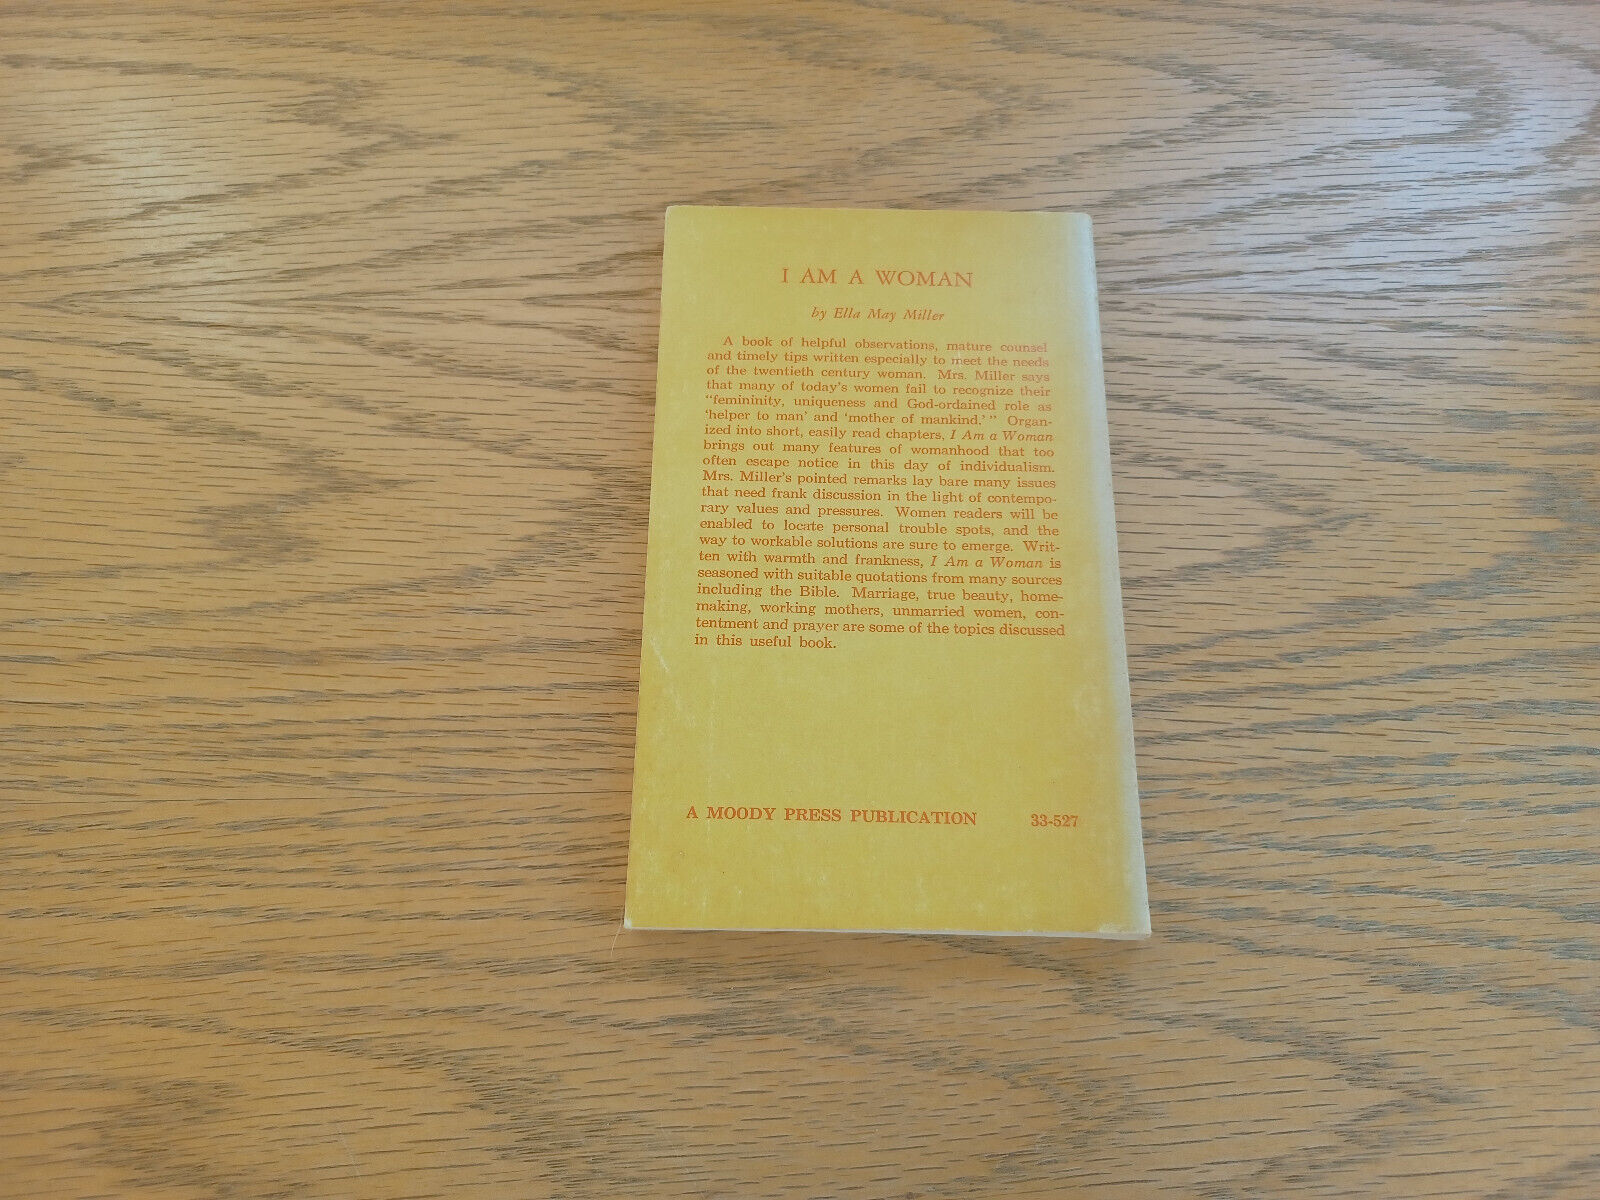 I AM A WOMAN
by Ella May Miller
A book of helpful observations, mature counsel
and timely tips written especially to meet the needs
of the twentieth century woman. Mrs. Miller says
that many of today's women fail to recognize their
"femininity, uniqueness and God-ordained role as
'helper to man' and 'mother of mankind.'" Organ-
ized into short, easily read chapters, I Am a Woman
brings out many features of womanhood that too
often escape notice in this day of individualism.
Mrs. Miller's pointed remarks lay bare many issues
that need frank discussion in the light of contempo-
rary values and pressures. Women readers will be
enabled to locate personal trouble spots, and the
way to workable solutions are sure to emerge. Writ-
ten with warmth and frankness, I Am a Woman is
seasoned with suitable quotations from many sources
including the Bible. Marriage, true beauty, home-
making, working mothers, unmarried women, con-
tentment and prayer are some of the topics discussed
in this useful book.
A MOODY PRESS PUBLICATION 33-527